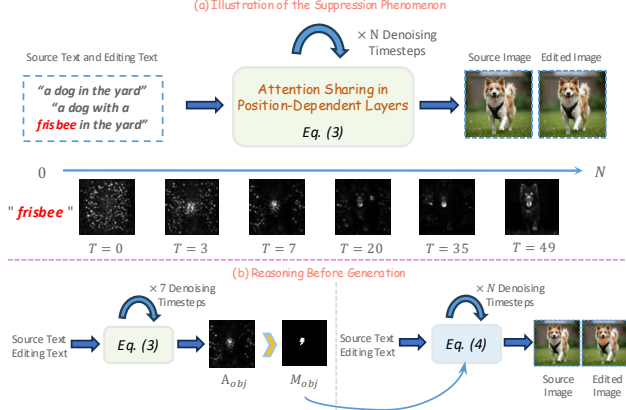 (a) Illustration of the Suppression Phenomenon
× N Denoising
Timesteps
Source Text and Editing Text
Source Image Edited Image
“a dog in the yard”
“a dog with a
frisbee in the yard”
Attention Sharing in
Position-Dependent Layers
Eq. (3)
0
N
" frisbee "
T = 0 T = 3 T = 7 T = 20 T = 35 T = 49
(b) Reasoning Before Generation
× 7 Denoising
Timesteps
Source Text
Editing Text
Eq. (3)
A_obj
M_obj
× N Denoising
Timesteps
Source Text
Editing Text
Eq. (4)
Source
Image
Edited
Image